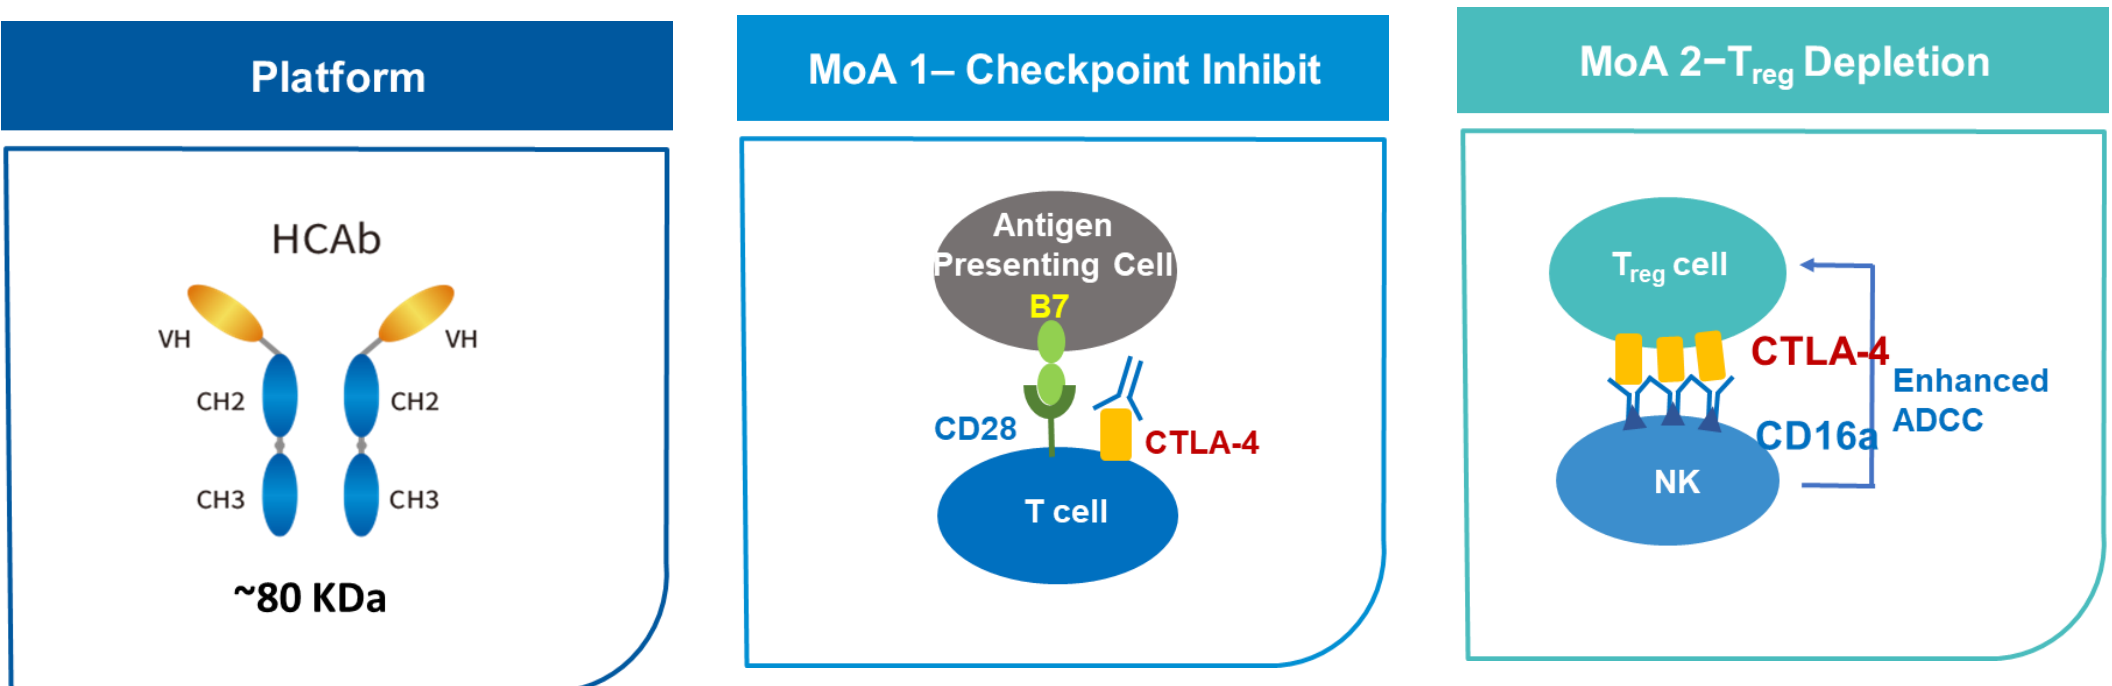 Platform
HCAb
VH
VH
CH2
CH2
CH3
CH3
~80 KDa
MoA 1– Checkpoint Inhibit
Antigen
Presenting Cell
B7
CD28
CTLA-4
T cell
MoA 2–Treg Depletion
Treg cell
CTLA-4
Enhanced
ADCC
CD16a
NK